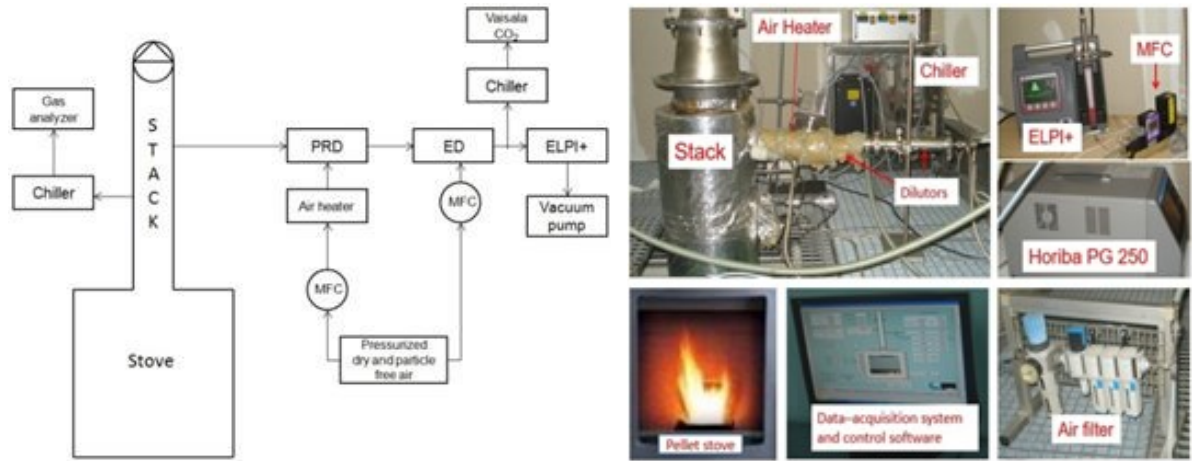 Vaisala
CO2
Chiller
Gas
analyzer
Chiller
S
T
A
C
K
PRD
ED
ELPI+
Air heater
MFC
Vacuum
pump
MFC
Pressurized
dry and particle
free air
Stove
Air Heater
Chiller
Stack
Dilutors
MFC
ELPI+
Horiba PG 250
Pellet stove
Data–acquisition system
and control software
Air filter